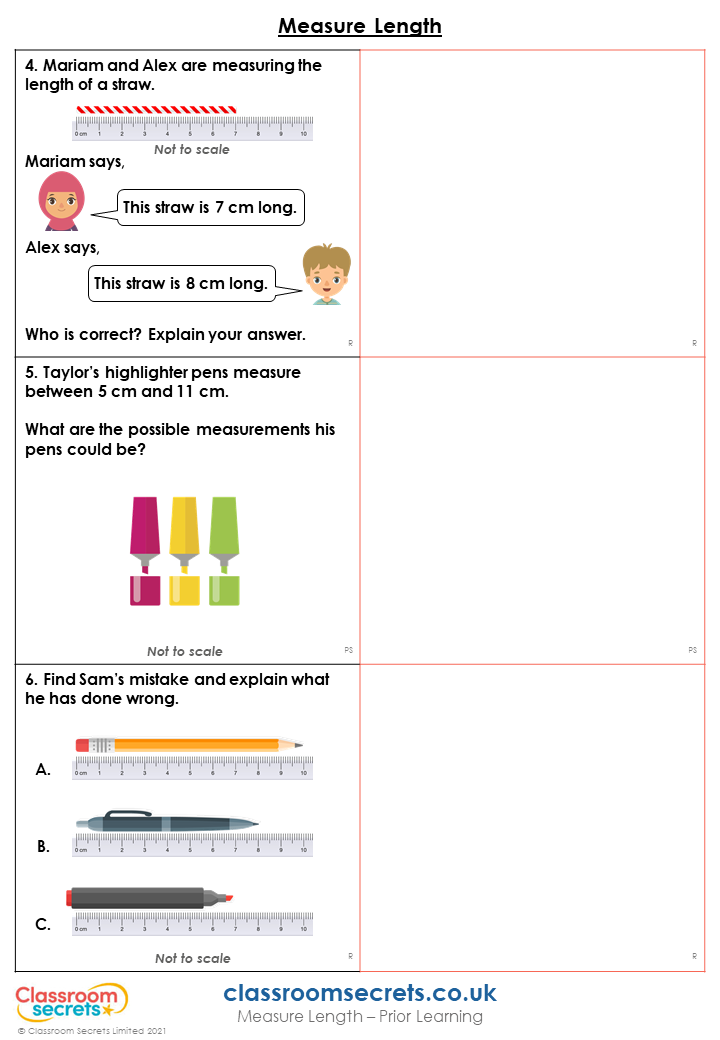 Measure Length
4. Mariam and Alex are measuring the
length of a straw.
0 cm 1 2 3 4 5 6 7 8 9 10
Not to scale
Mariam says,
This straw is 7 cm long.
Alex says,
This straw is 8 cm long.
Who is correct? Explain your answer.
R
R
5. Taylor's highlighter pens measure
between 5 cm and 11 cm.
What are the possible measurements his
pens could be?
Not to scale
PS
PS
6. Find Sam's mistake and explain what
he has done wrong.
A.
0 cm 1 2 3 4 5 6 7 8 9 10
B.
0 cm 1 2 3 4 5 6 7 8 9 10
C.
0 cm 1 2 3 4 5 6 7 8 9 10
Not to scale
R
R
Classroom
secrets
© Classroom Secrets Limited 2021
classroomsecrets.co.uk
Measure Length – Prior Learning